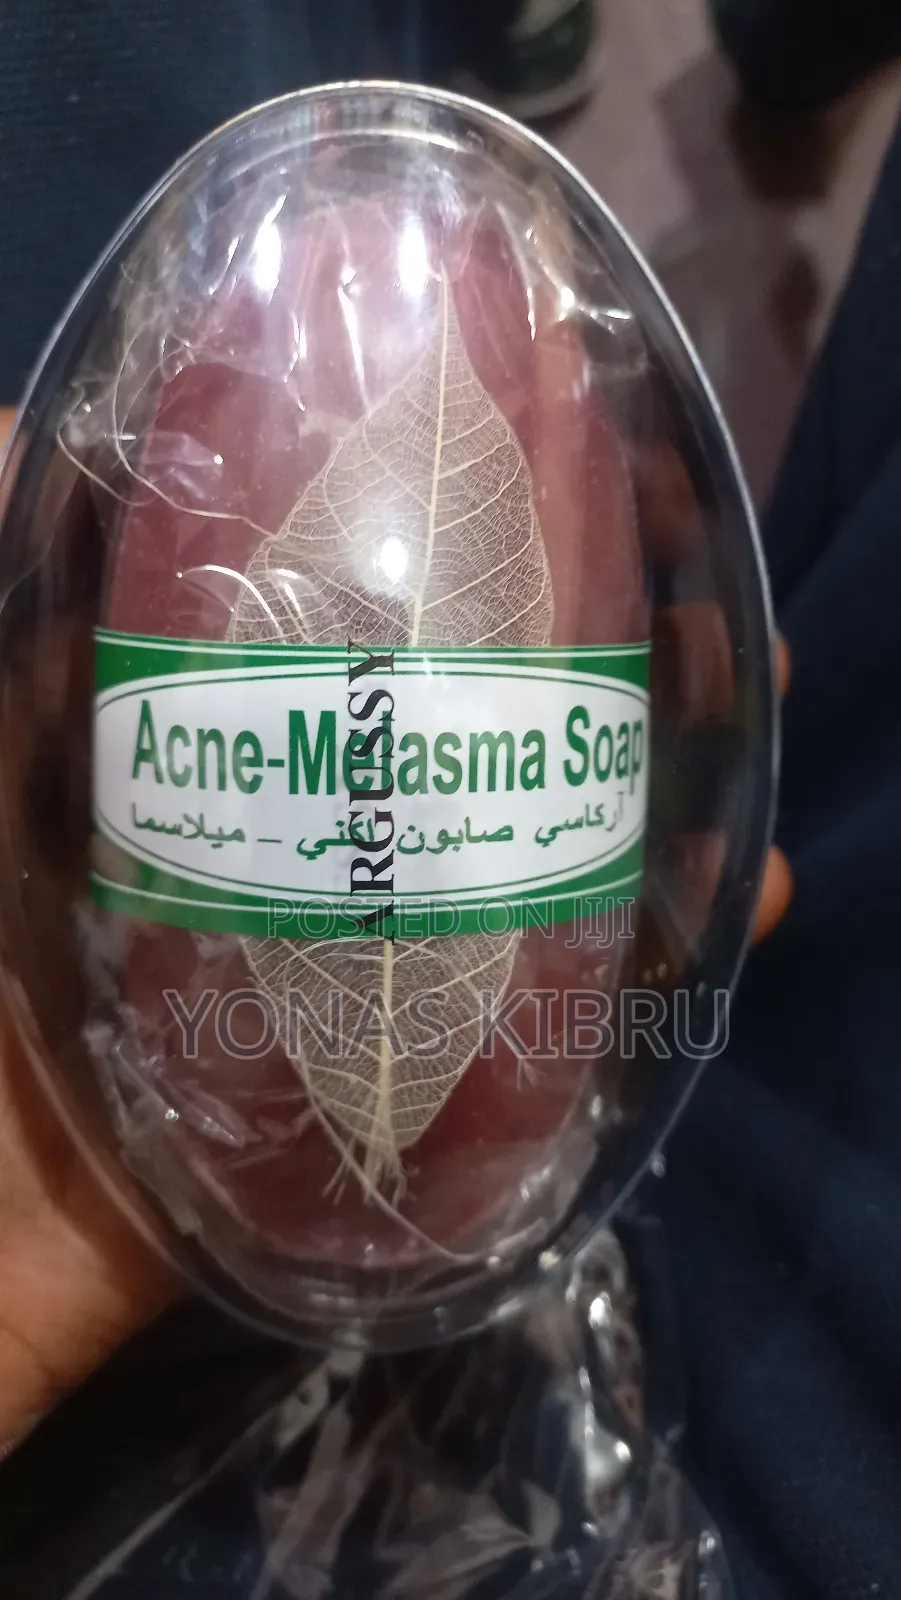 Acne-Melasma Soap
آركاسي صابون اكني - ميلاسما
ARGUSSY
POSTED ON JIJI
YONAS KIBRU